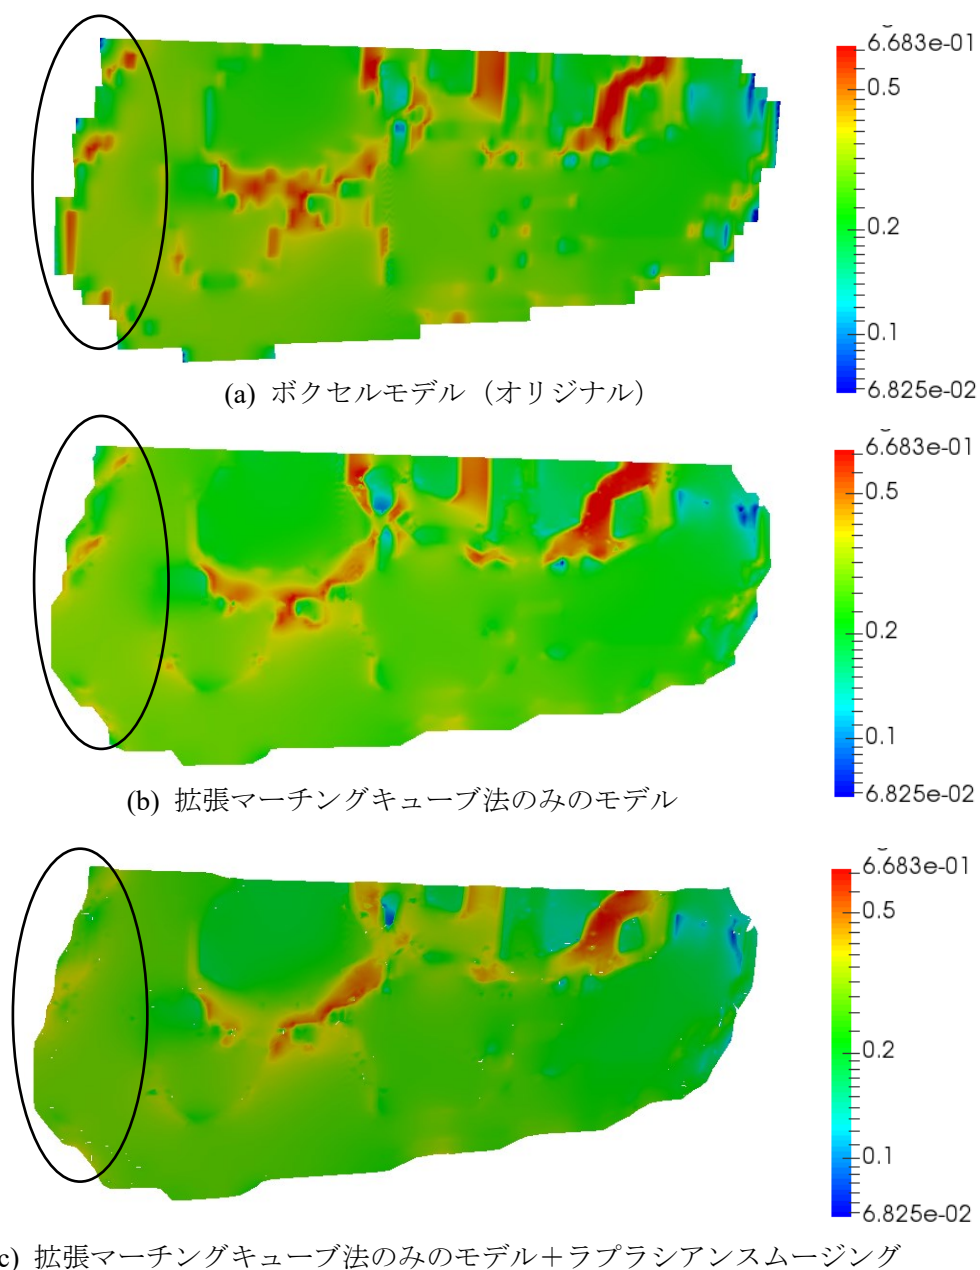 6.683e-01
0.5
0.2
0.1
6.825e-02
(a) ボクセルモデル（オリジナル）
6.683e-01
0.5
0.2
0.1
6.825e-02
(b) 拡張マーチングキューブ法のみのモデル
6.683e-01
0.5
0.2
0.1
6.825e-02
c) 拡張マーチングキューブ法のみのモデル＋ラプラシアンスムージング